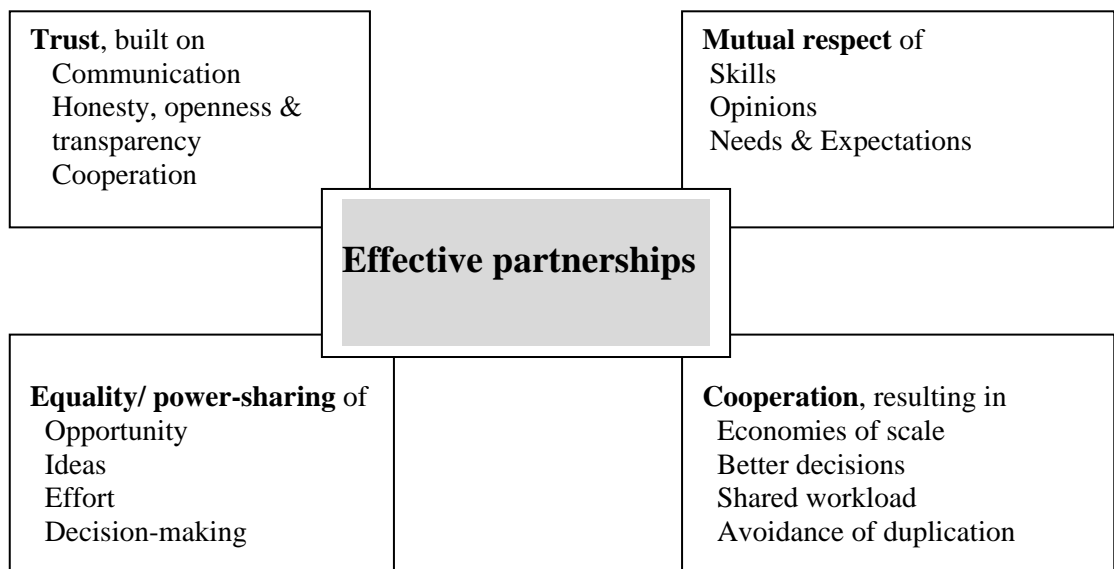 Trust, built on
Communication
Honesty, openness &
transparency
Cooperation
Mutual respect of
Skills
Opinions
Needs & Expectations
Effective partnerships
Equality/ power-sharing of
Opportunity
Ideas
Effort
Decision-making
Cooperation, resulting in
Economies of scale
Better decisions
Shared workload
Avoidance of duplication